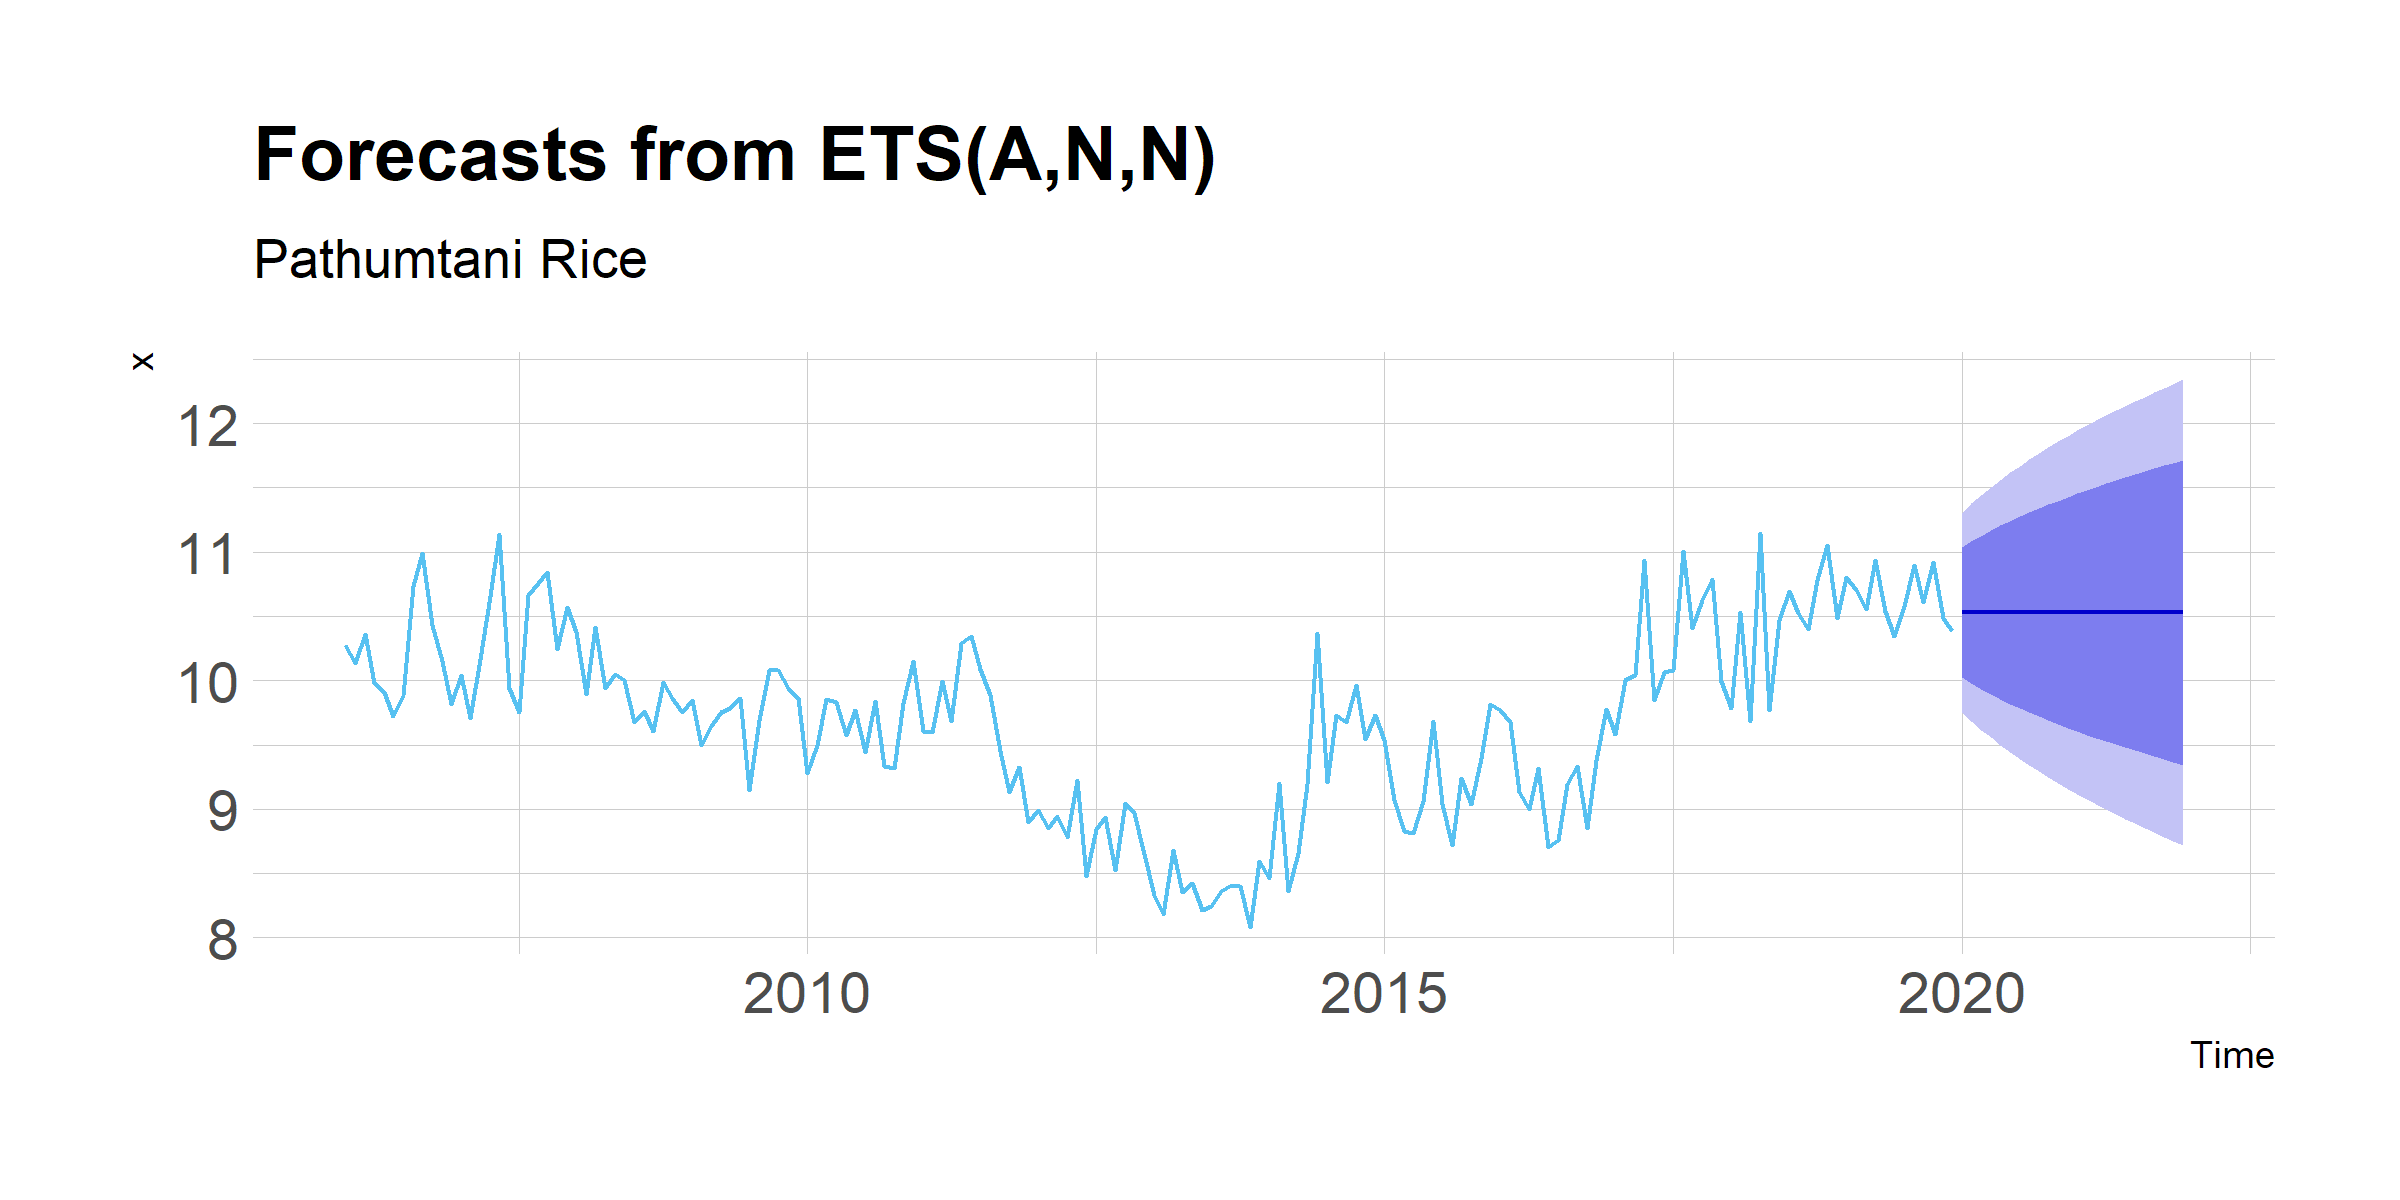 Forecasts from ETS(A,N,N)
Pathumtani Rice
x
12
11
10
9
8
2010 2015 2020
Time